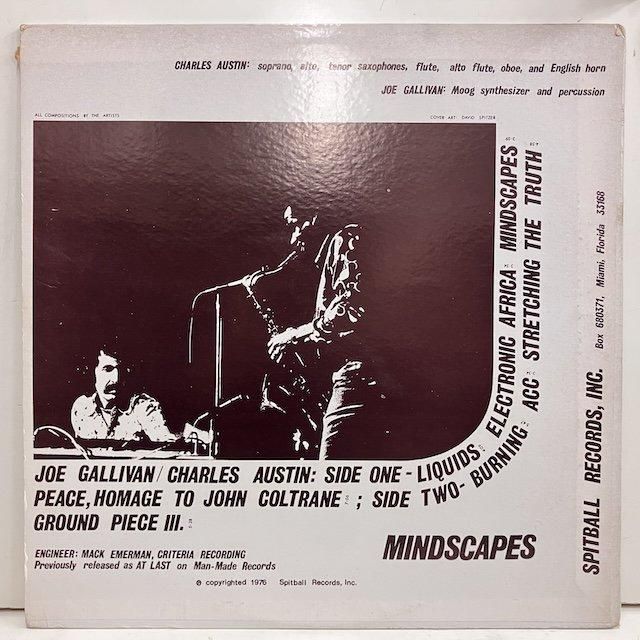 CHARLES AUSTIN: soprano, alto, tenor saxophones, flute, alto flute, oboe, and English horn
JOE GALLIVAN: Moog synthesizer and percussion
ALL COMPOSITIONS BY THE ARTISTS
COVER ART: DAVID SPITZER
JOE GALLIVAN/CHARLES AUSTIN: SIDE ONE - LIQUIDS ELECTRONIC AFRICA MINDSCAPES
PEACE, HOMAGE TO JOHN COLTRANE ; SIDE TWO- BURNING ACC STRETCHING THE TRUTH
GROUND PIECE III.
MINDSCAPES
ENGINEER: MACK EMERMAN, CRITERIA RECORDING
Previously released as AT LAST on Man-Made Records
© copyrighted 1976 Spitball Records, Inc.
SPITBALL RECORDS, INC. Box 680371, Miami, Florida 33168